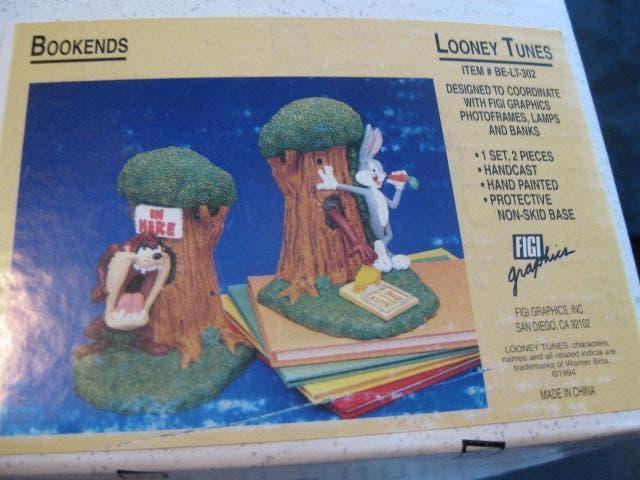 BOOKENDS
LOONEY TUNES
ITEM # BE-LT-302
DESIGNED TO COORDINATE
WITH FIGI GRAPHICS
PHOTOFRAMES, LAMPS
AND BANKS
• 1 SET, 2 PIECES
• HANDCAST
• HAND PAINTED
• PROTECTIVE
NON-SKID BASE
FIGI
graphics
FIGI GRAPHICS, INC.
SAN DIEGO, CA 92102
LOONEY TUNES, characters,
names and all related indicia are
trademarks of Warner Bros.
©1994
MADE IN CHINA
IN
HERE